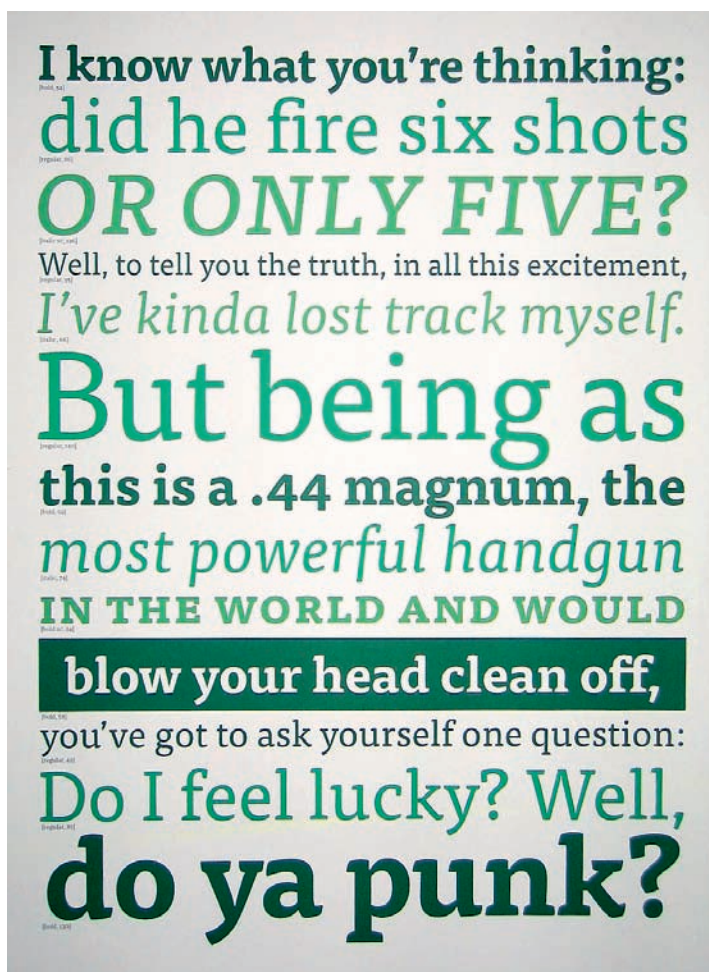 I know what you're thinking:
[bold, 52]
did he fire six shots
OR ONLY FIVE?
Well, to tell you the truth, in all this excitement,
I've kinda lost track myself.
But being as
this is a .44 magnum, the
most powerful handgun
IN THE WORLD AND WOULD
blow your head clean off,
you've got to ask yourself one question:
Do I feel lucky? Well,
do ya punk?